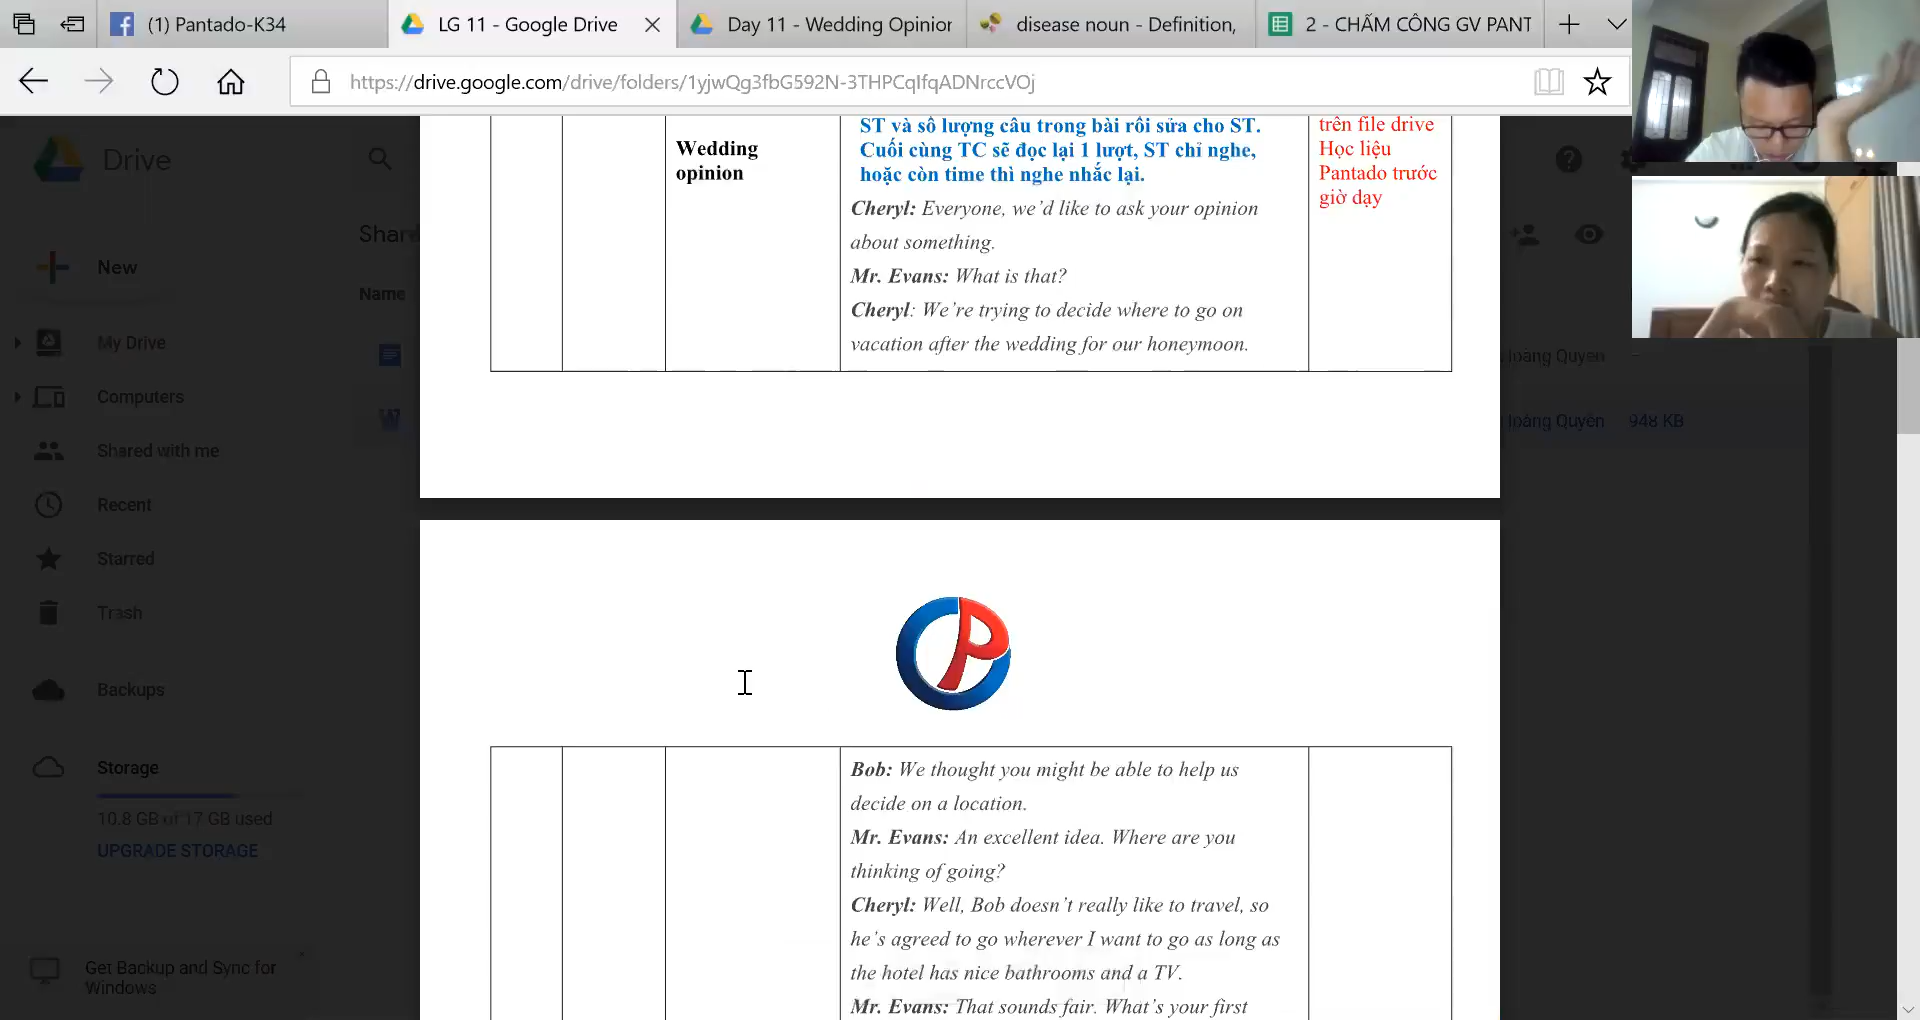 (1) Pantado-K34
LG 11 - Google Drive
Day 11 - Wedding Opinior
disease noun - Definition,
2 - CHẤM CÔNG GV PANT
https://drive.google.com/drive/folders/1yjwQg3fbG592N-3THPCqIfqADNrccVOj
Drive
Shar
New
Name
My Drive
Computers
Shared with me
Recent
Starred
Trash
Backups
Storage
10.8 GB of 17 GB used
UPGRADE STORAGE
Get Backup and Sync for
Windows
Wedding
opinion
ST và số lượng câu trong bài rồi sửa cho ST.
Cuối cùng TC sẽ đọc lại 1 lượt, ST chỉ nghe,
hoặc còn time thì nghe nhắc lại.
Cheryl: Everyone, we’d like to ask your opinion
about something.
Mr. Evans: What is that?
Cheryl: We’re trying to decide where to go on
vacation after the wedding for our honeymoon.
trên file drive
Học liệu
Pantado trước
giờ dạy
loàng Quyên
loàng Quyên 948 KB
P
Bob: We thought you might be able to help us
decide on a location.
Mr. Evans: An excellent idea. Where are you
thinking of going?
Cheryl: Well, Bob doesn’t really like to travel, so
he’s agreed to go wherever I want to go as long as
the hotel has nice bathrooms and a TV.
Mr. Evans: That sounds fair. What’s your first